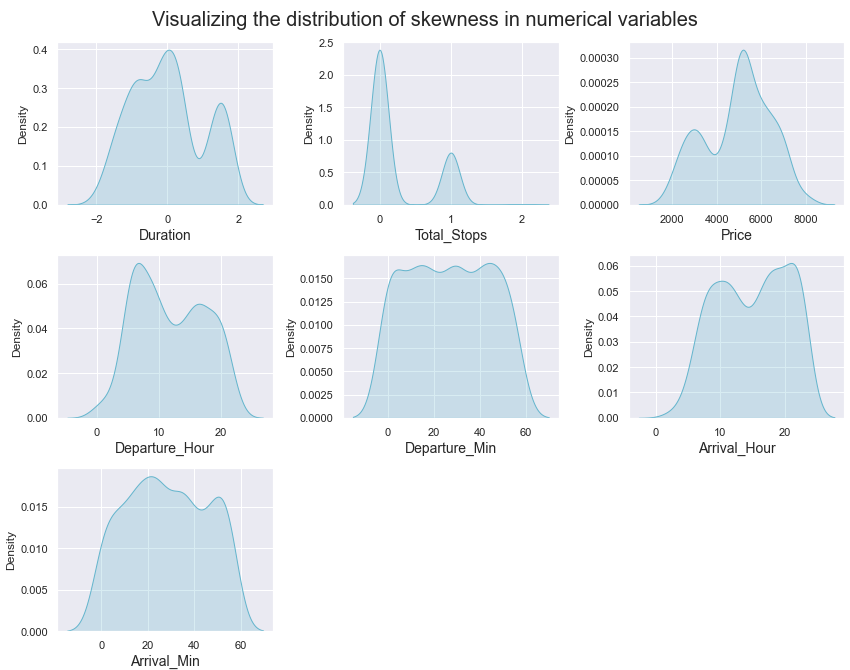 Visualizing the distribution of skewness in numerical variables
0.4
0.3
0.2
0.1
0.0
Density
−2 0 2
Duration
2.5
2.0
1.5
1.0
0.5
0.0
Density
0 1 2
Total_Stops
0.00030
0.00025
0.00020
0.00015
0.00010
0.00005
0.00000
Density
2000 4000 6000 8000
Price
0.06
0.04
0.02
0.00
Density
0 10 20
Departure_Hour
0.0150
0.0125
0.0100
0.0075
0.0050
0.0025
0.0000
Density
0 20 40 60
Departure_Min
0.06
0.05
0.04
0.03
0.02
0.01
0.00
Density
0 10 20
Arrival_Hour
0.015
0.010
0.005
0.000
Density
0 20 40 60
Arrival_Min